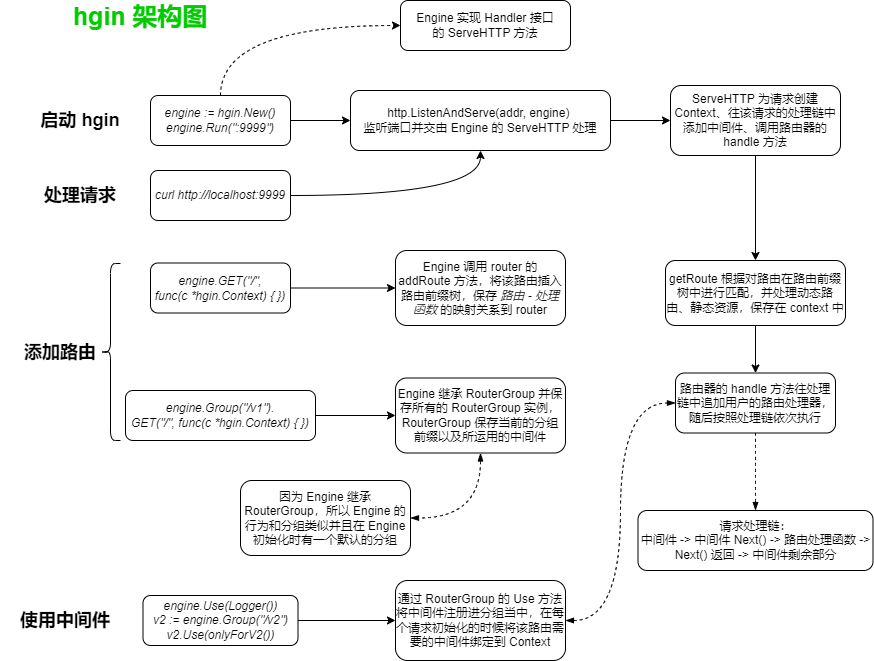 hgin 架构图
Engine 实现 Handler 接口
的 ServeHTTP 方法
启动 hgin
engine := hgin.New()
engine.Run(":9999")
http.ListenAndServe(addr, engine)
监听端口并交由 Engine 的 ServeHTTP 处理
ServeHTTP 为请求创建
Context、往该请求的处理链中
添加中间件、调用路由器的
handle 方法
处理请求
curl http://localhost:9999
添加路由
engine.GET("/",
func(c *hgin.Context) { })
Engine 调用 router 的
addRoute 方法，将该路由插入
路由前缀树，保存 路由 - 处理
函数 的映射关系到 router
getRoute 根据对路由在路由前缀
树中进行匹配，并处理动态路
由、静态资源，保存在 context 中
engine.Group("/v1").
GET("/", func(c *hgin.Context) { })
Engine 继承 RouterGroup 并保
存所有的 RouterGroup 实例，
RouterGroup 保存当前的分组
前缀以及所运用的中间件
路由器的 handle 方法往处理
链中追加用户的路由处理器，
随后按照处理链依次执行
因为 Engine 继承
RouterGroup，所以 Engine 的
行为和分组类似并且在 Engine
初始化时有一个默认的分组
请求处理链：
中间件 -> 中间件 Next() -> 路由处理函数 ->
Next() 返回 -> 中间件剩余部分
使用中间件
engine.Use(Logger())
v2 := engine.Group("/v2")
v2.Use(onlyForV2())
通过 RouterGroup 的 Use 方法
将中间件注册进分组当中，在每
个请求初始化的时候将该路由需
要的中间件绑定到 Context